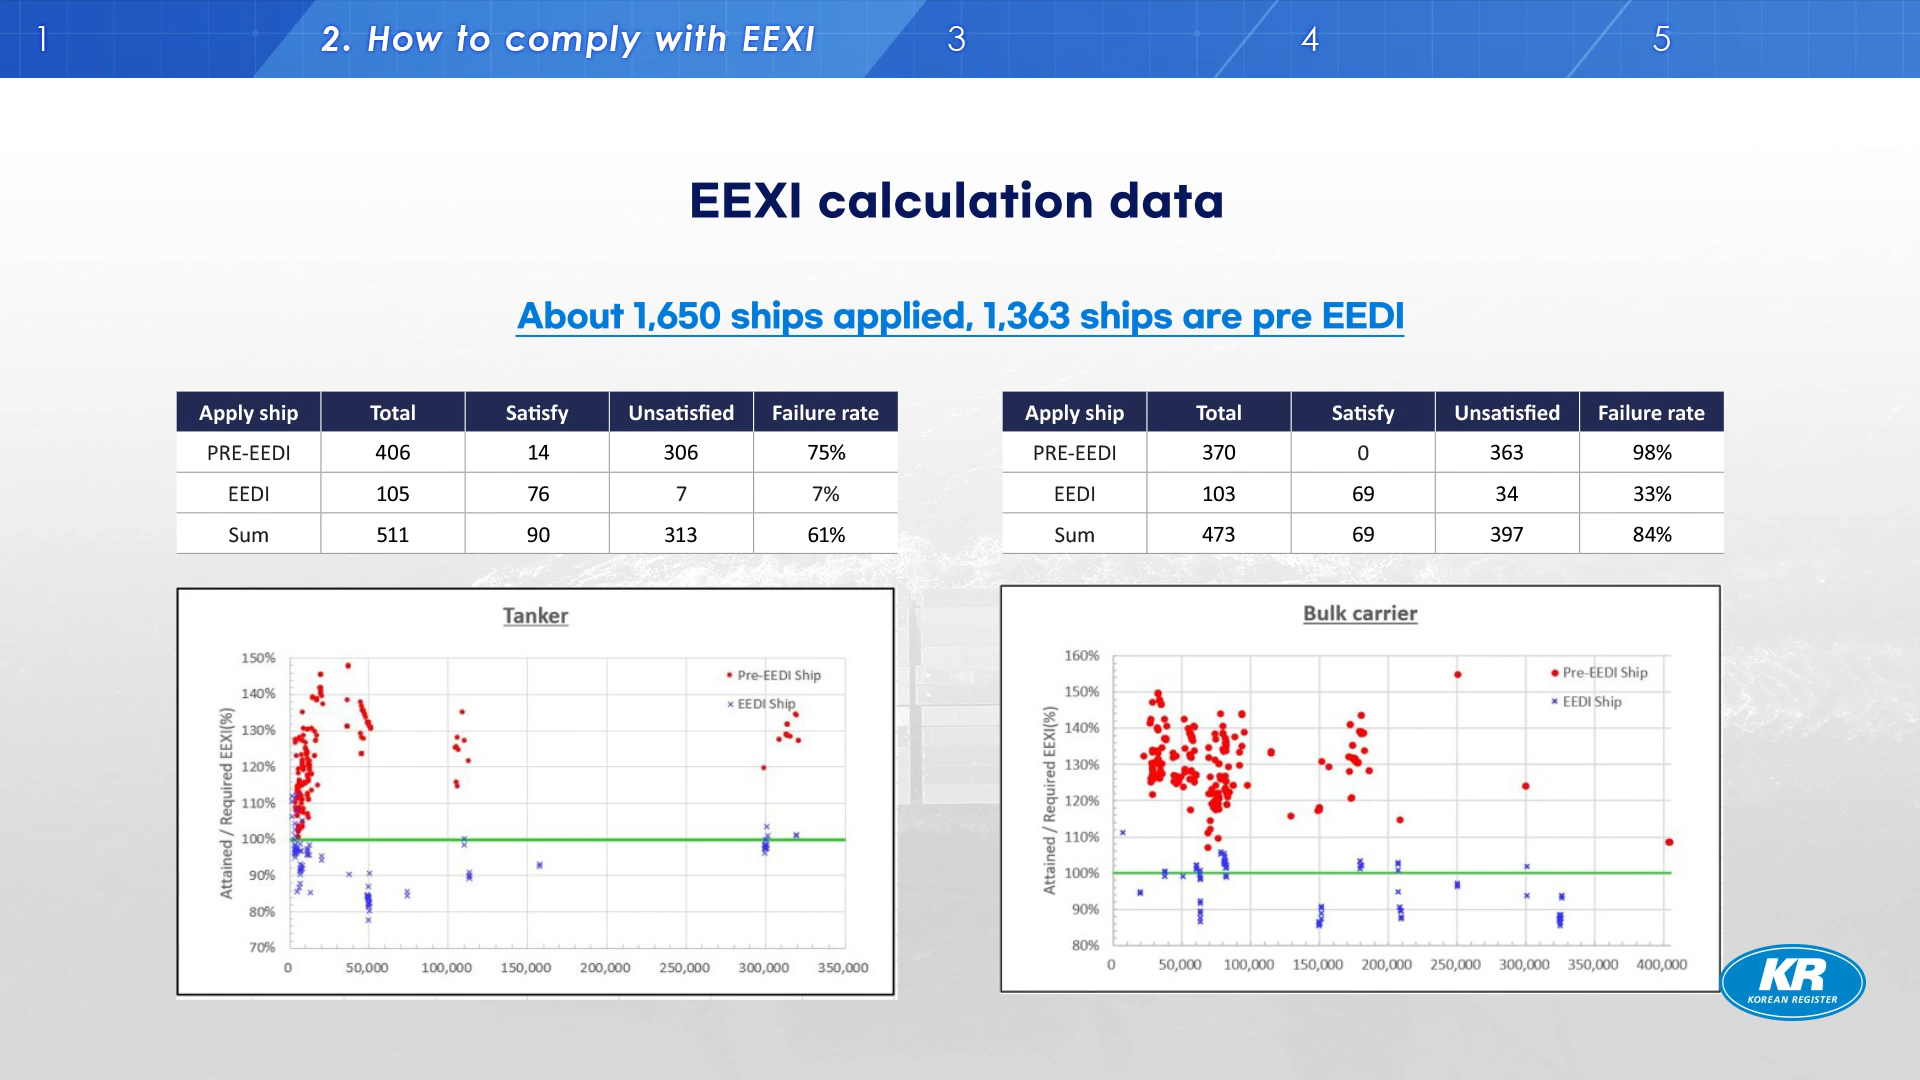 1
2. How to comply with EEXI
3
4
5
EEXI calculation data
About 1,650 ships applied, 1,363 ships are pre EEDI
Apply ship Total Satisfy Unsatisfied Failure rate
PRE-EEDI 406 14 306 75%
EEDI 105 76 7 7%
Sum 511 90 313 61%
Apply ship Total Satisfy Unsatisfied Failure rate
PRE-EEDI 370 0 363 98%
EEDI 103 69 34 33%
Sum 473 69 397 84%
Tanker
Attained / Required EEXI(%)
150%
140%
130%
120%
110%
100%
90%
80%
70%
0 50,000 100,000 150,000 200,000 250,000 300,000 350,000
Pre-EEDI Ship
EEDI Ship
Bulk carrier
Attained / Required EEXI(%)
160%
150%
140%
130%
120%
110%
100%
90%
80%
0 50,000 100,000 150,000 200,000 250,000 300,000 350,000 400,000
Pre-EEDI Ship
EEDI Ship
KR
KOREAN REGISTER